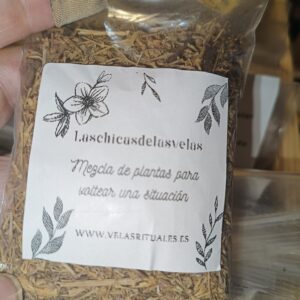 Laschicasdelasvelas
Mezcla de plantas para
voltear una situación
WWW.VELASRITUALES.ES